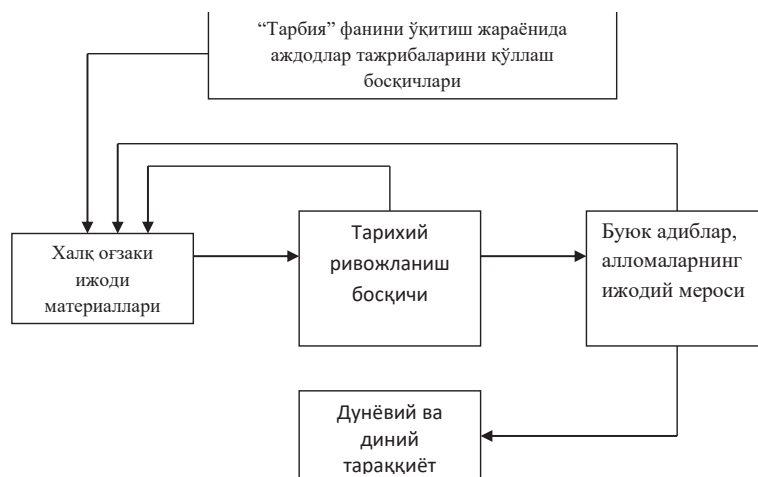 “Тарбия” фанини ўқитиш жараёнида
аждодлар тажрибаларини қўллаш
босқичлари
Халқ оғзаки
ижоди
материаллари
Тарихий
ривожланиш
босқичи
Буюк адиблар,
алломаларнинг
ижодий мероси
Дунёвий ва
диний
тараққиёт